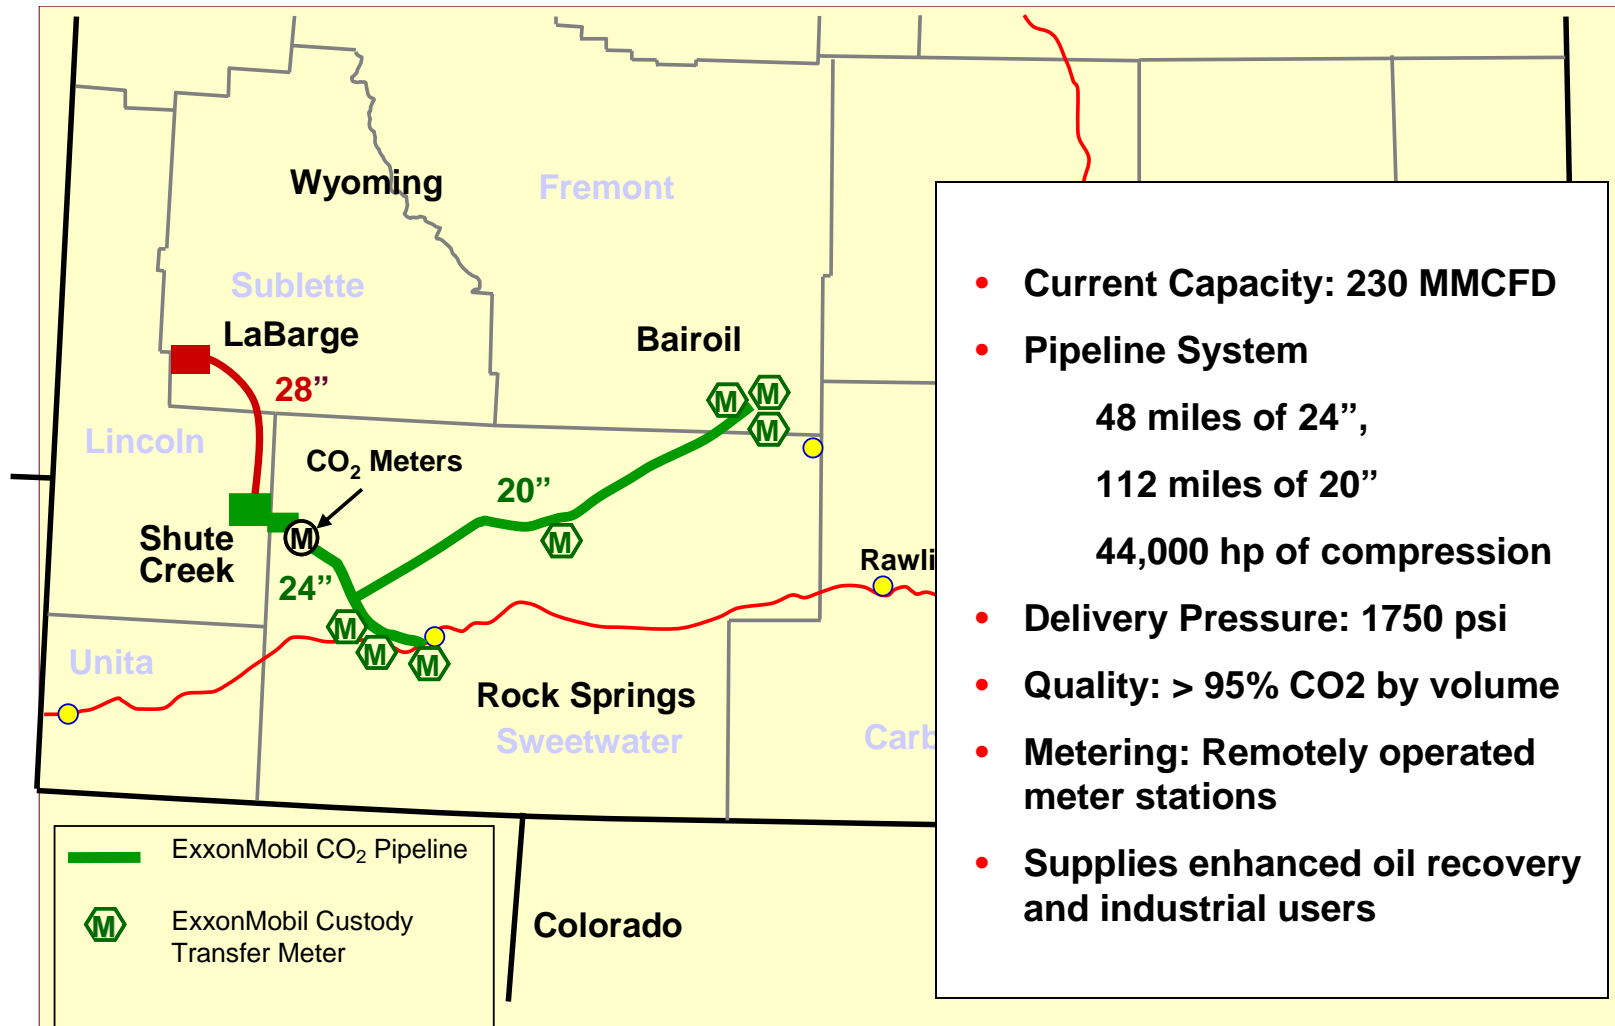 Wyoming
Fremont
Sublette
LaBarge
Bairoil
28”
Lincoln
CO₂ Meters
20”
M
M
M
M
M
Shute
Creek
24”
Rawli
M
M
M
Unita
Rock Springs
Sweetwater
Carb
Colorado
ExxonMobil CO₂ Pipeline
M
ExxonMobil Custody
Transfer Meter
• Current Capacity: 230 MMCFD
• Pipeline System
48 miles of 24”,
112 miles of 20”
44,000 hp of compression
• Delivery Pressure: 1750 psi
• Quality: > 95% CO2 by volume
• Metering: Remotely operated
meter stations
• Supplies enhanced oil recovery
and industrial users